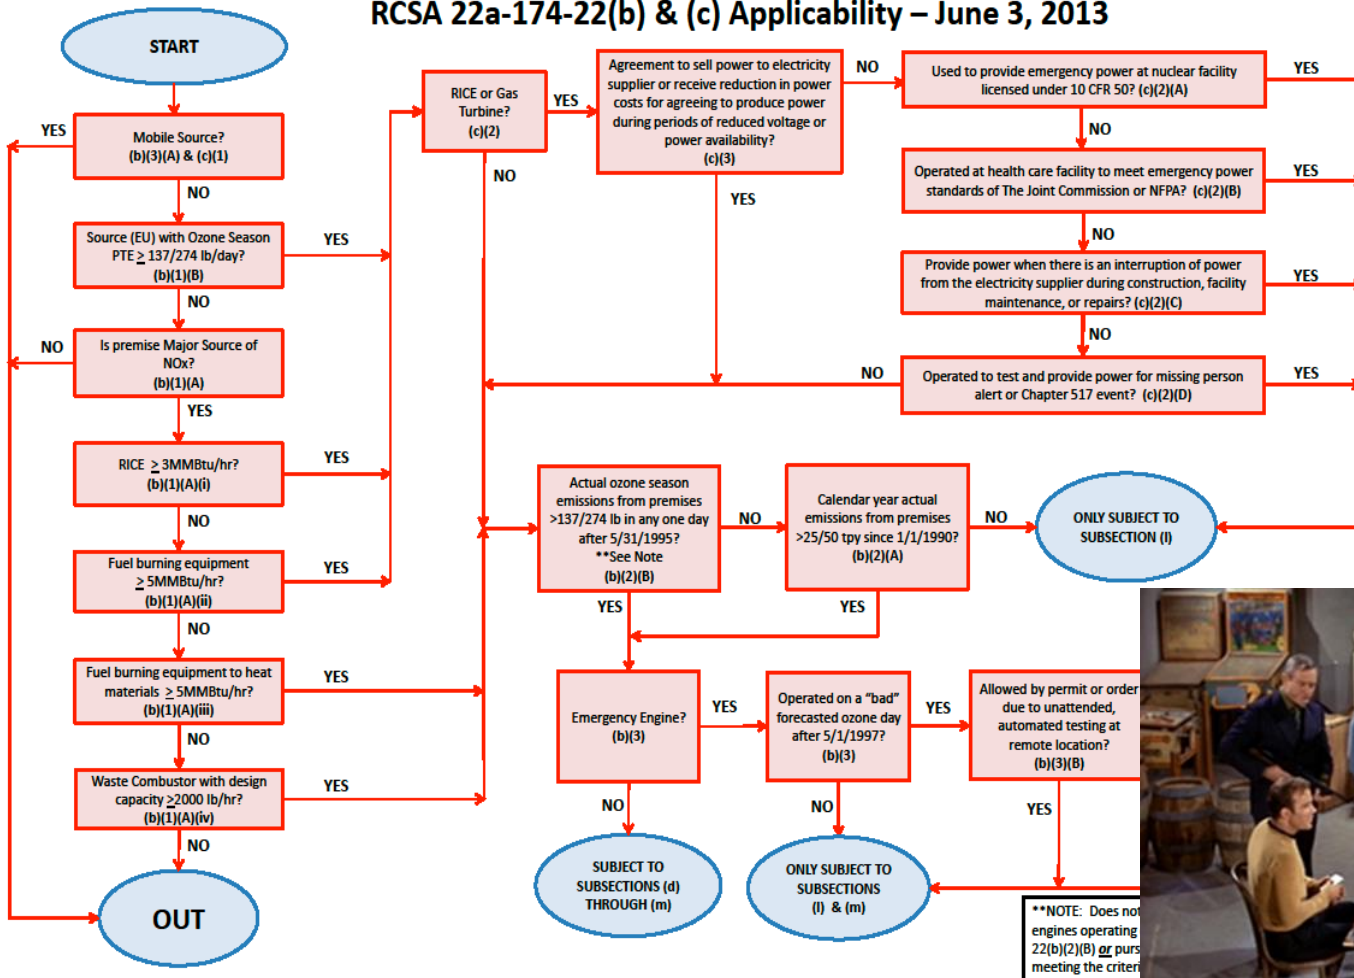 RCSA 22a-174-22(b) & (c) Applicability – June 3, 2013
START
Mobile Source?
(b)(3)(A) & (c)(1)
YES
NO
Source (EU) with Ozone Season
PTE ≥ 137/274 lb/day?
(b)(1)(B)
YES
NO
Is premise Major Source of
NOx?
(b)(1)(A)
NO
YES
RICE ≥ 3MMBtu/hr?
(b)(1)(A)(i)
YES
NO
Fuel burning equipment
≥ 5MMBtu/hr?
(b)(1)(A)(ii)
YES
NO
Fuel burning equipment to heat
materials ≥ 5MMBtu/hr?
(b)(1)(A)(iii)
YES
NO
Waste Combustor with design
capacity ≥2000 lb/hr?
(b)(1)(A)(iv)
YES
NO
OUT
RICE or Gas
Turbine?
(c)(2)
YES
NO
Agreement to sell power to electricity
supplier or receive reduction in power
costs for agreeing to produce power
during periods of reduced voltage or
power availability?
(c)(3)
NO
YES
Used to provide emergency power at nuclear facility
licensed under 10 CFR 50? (c)(2)(A)
YES
NO
Operated at health care facility to meet emergency power
standards of The Joint Commission or NFPA? (c)(2)(B)
YES
NO
Provide power when there is an interruption of power
from the electricity supplier during construction, facility
maintenance, or repairs? (c)(2)(C)
YES
NO
Operated to test and provide power for missing person
alert or Chapter 517 event? (c)(2)(D)
NO
YES
Actual ozone season
emissions from premises
>137/274 lb in any one day
after 5/31/1995?
**See Note
(b)(2)(B)
NO
YES
Calendar year actual
emissions from premises
>25/50 tpy since 1/1/1990?
(b)(2)(A)
NO
YES
ONLY SUBJECT TO
SUBSECTION (l)
Emergency Engine?
(b)(3)
YES
NO
Operated on a “bad”
forecasted ozone day
after 5/1/1997?
(b)(3)
YES
NO
Allowed by permit or order
due to unattended,
automated testing at
remote location?
(b)(3)(B)
YES
SUBJECT TO
SUBSECTIONS (d)
THROUGH (m)
ONLY SUBJECT TO
SUBSECTIONS
(l) & (m)
**NOTE: Does not
engines operating
22(b)(2)(B) or
meeting the